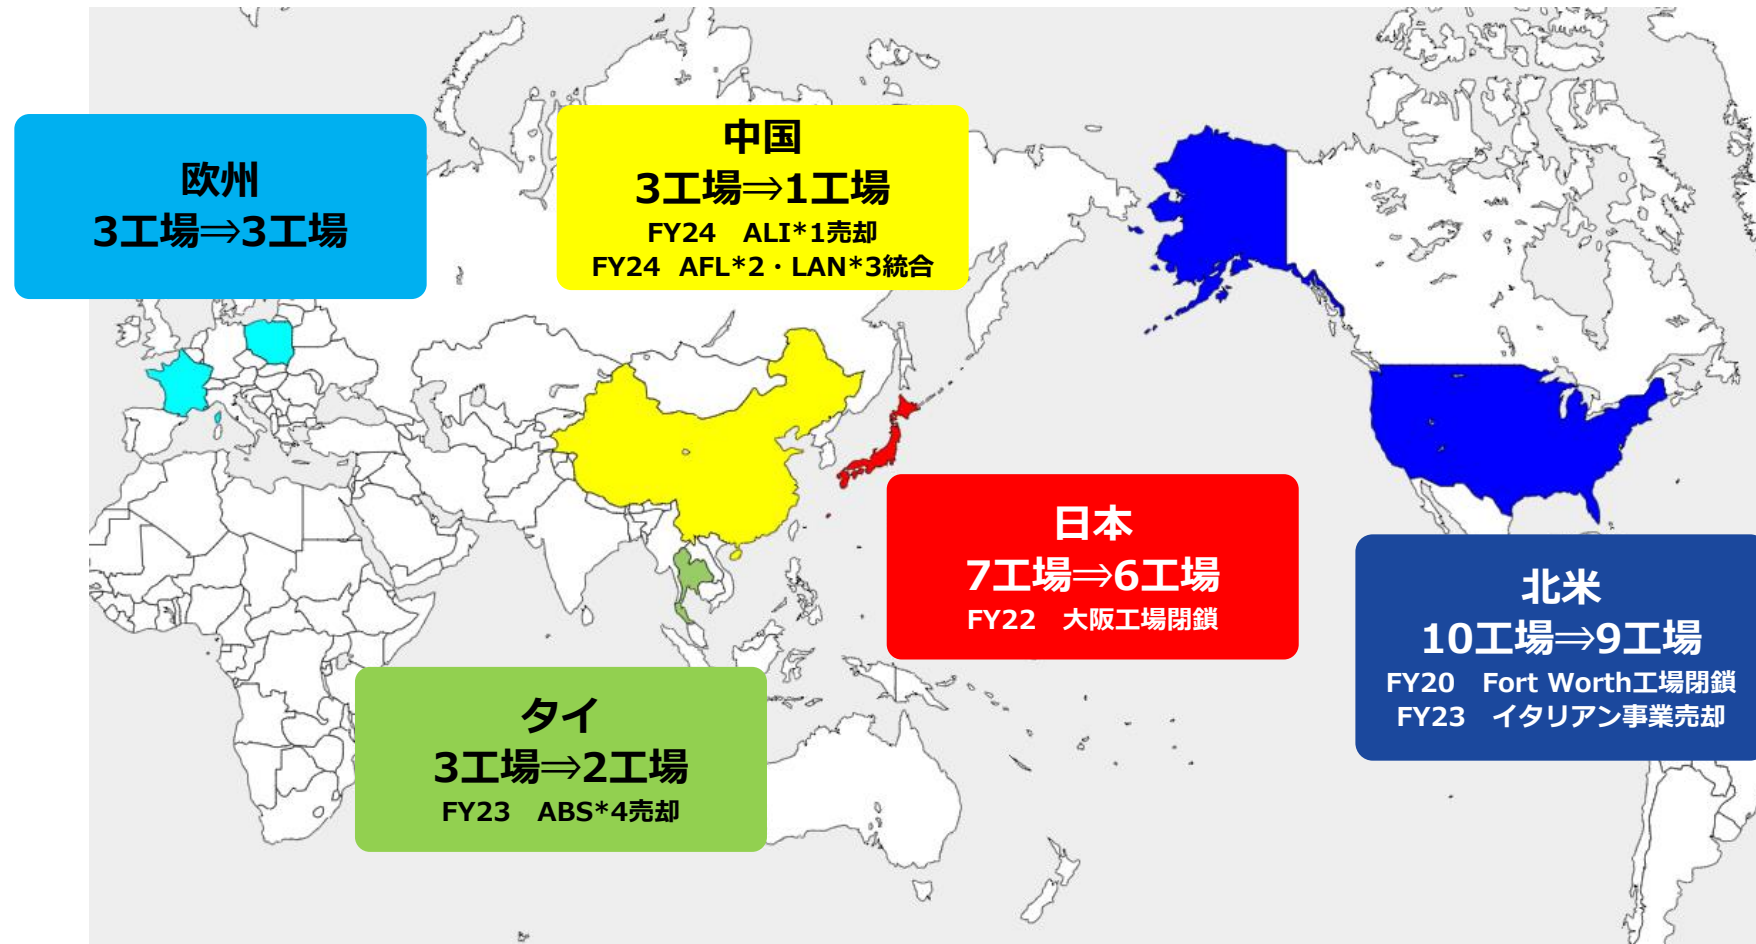 欧州
3工場⇒3工場
中国
3工場⇒1工場
FY24　ALI*1売却
FY24 AFL*2・LAN*3統合
日本
7工場⇒6工場
FY22　大阪工場閉鎖
北米
10工場⇒9工場
FY20　Fort Worth工場閉鎖
FY23　イタリアン事業売却
タイ
3工場⇒2工場
FY23　ABS*4売却